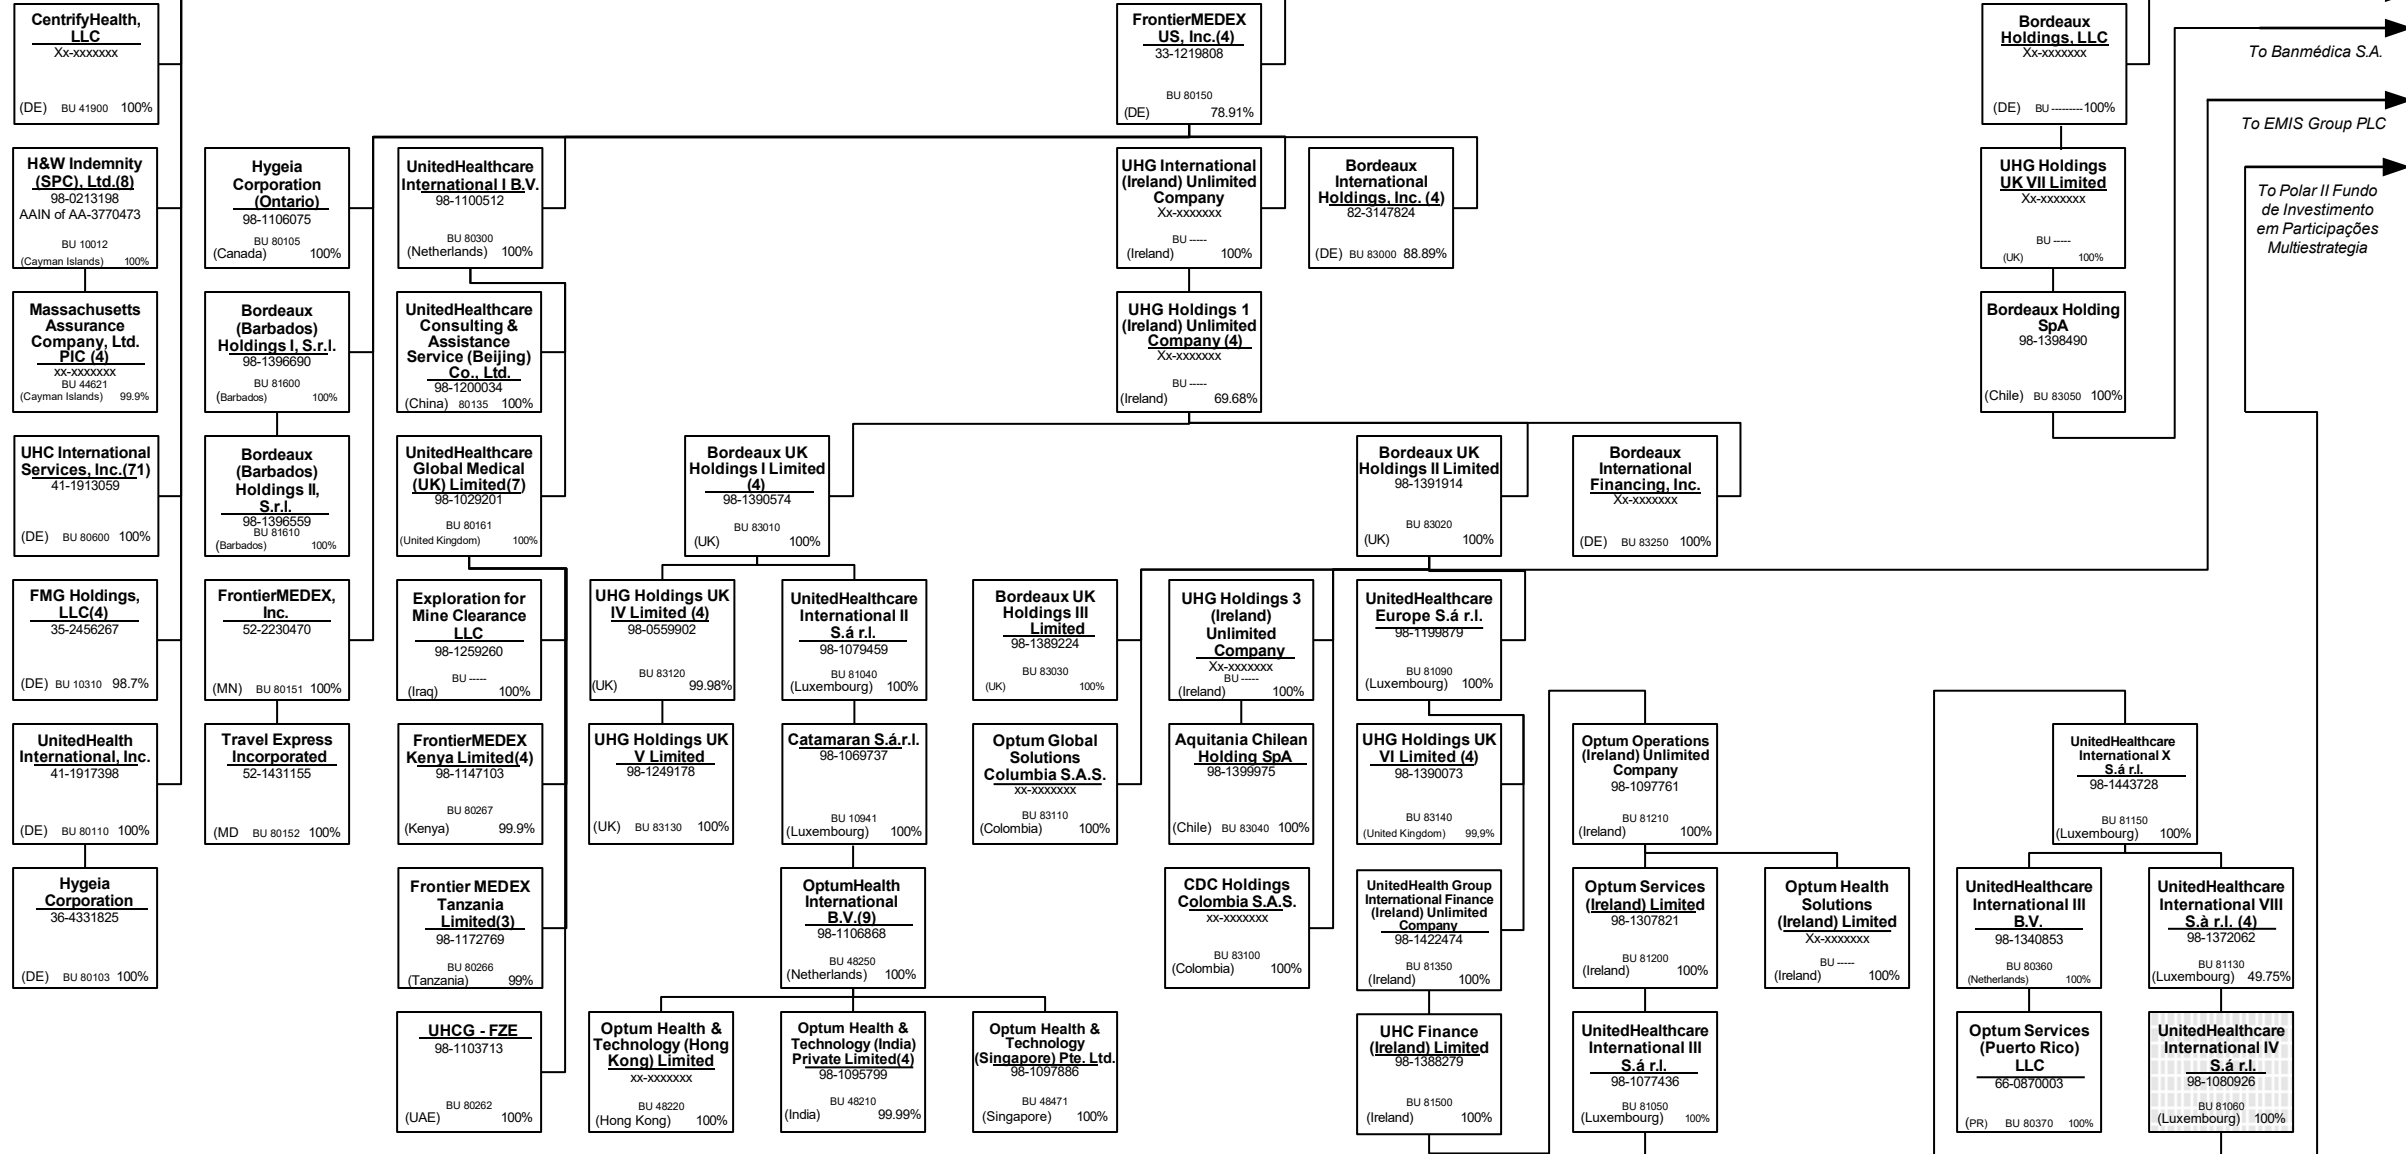 CentrifyHealth,
LLC
Xx-xxxxxxx
(DE) BU 41900 100%
FrontierMEDEX
US, Inc.(4)
33-1219808
BU 80150
(DE) 78.91%
Bordeaux
Holdings, LLC
Xx-xxxxxxx
(DE) BU ---------100%
To Banmédica S.A.
To EMIS Group PLC
To Polar II Fundo
de Investimento
em Participações
Multiestrategia
H&W Indemnity
(SPC), Ltd.(8)
98-0213198
AAIN of AA-3770473
BU 10012
(Cayman Islands) 100%
Hygeia
Corporation
(Ontario)
98-1106075
BU 80105
(Canada) 100%
UnitedHealthcare
International I B.V.
98-1100512
BU 80300
(Netherlands) 100%
UHG International
(Ireland) Unlimited
Company
Xx-xxxxxxx
BU -----
(Ireland) 100%
Bordeaux
International
Holdings, Inc. (4)
82-3147824
(DE) BU 83000 88.89%
UHG Holdings
UK VII Limited
Xx-xxxxxxx
BU -----
(UK) 100%
Massachusetts
Assurance
Company, Ltd.
PIC (4)
xx-xxxxxxx
BU 44621
(Cayman Islands) 99.9%
Bordeaux
(Barbados)
Holdings I, S.r.l.
98-1396690
BU 81600
(Barbados) 100%
UnitedHealthcare
Consulting &
Assistance
Service (Beijing)
Co., Ltd.
98-1200034
(China) 80135 100%
UHG Holdings 1
(Ireland) Unlimited
Company (4)
Xx-xxxxxxx
BU -----
(Ireland) 69.68%
Bordeaux Holding
SpA
98-1398490
(Chile) BU 83050 100%
UHC International
Services, Inc.(71)
41-1913059
(DE) BU 80600 100%
Bordeaux
(Barbados)
Holdings II,
S.r.l.
98-1396559
BU 81610
(Barbados) 100%
UnitedHealthcare
Global Medical
(UK) Limited(7)
98-1029201
BU 80161
(United Kingdom) 100%
Bordeaux UK
Holdings I Limited
(4)
98-1390574
BU 83010
(UK) 100%
Bordeaux UK
Holdings II Limited
98-1391914
BU 83020
(UK) 100%
Bordeaux
International
Financing, Inc.
Xx-xxxxxxx
(DE) BU 83250 100%
FMG Holdings,
LLC(4)
35-2456267
(DE) BU 10310 98.7%
FrontierMEDEX,
Inc.
52-2230470
(MN) BU 80151 100%
Exploration for
Mine Clearance
LLC
98-1259260
BU -----
(Iraq) 100%
UHG Holdings UK
IV Limited (4)
98-0559902
BU 83120
(UK) 99.98%
UnitedHealthcare
International II
S.á r.l.
98-1079459
BU 81040
(Luxembourg) 100%
Bordeaux UK
Holdings III
Limited
98-1389224
BU 83030
(UK) 100%
UHG Holdings 3
(Ireland)
Unlimited
Company
Xx-xxxxxxx
BU -----
(Ireland) 100%
UnitedHealthcare
Europe S.á r.l.
98-1199879
BU 81090
(Luxembourg) 100%
UnitedHealth
International, Inc.
41-1917398
(DE) BU 80110 100%
Travel Express
Incorporated
52-1431155
(MD BU 80152 100%
FrontierMEDEX
Kenya Limited(4)
98-1147103
BU 80267
(Kenya) 99.9%
UHG Holdings UK
V Limited
98-1249178
(UK) BU 83130 100%
Catamaran S.á.r.l.
98-1069737
BU 10941
(Luxembourg) 100%
Optum Global
Solutions
Columbia S.A.S.
xx-xxxxxxx
BU 83110
(Colombia) 100%
Aquitania Chilean
Holding SpA
98-1399975
(Chile) BU 83040 100%
UHG Holdings UK
VI Limited (4)
98-1390073
BU 83140
(United Kingdom) 99,9%
Optum Operations
(Ireland) Unlimited
Company
98-1097761
BU 81210
(Ireland) 100%
UnitedHealthcare
International X
S.á r.l.
98-1443728
BU 81150
(Luxembourg) 100%
Hygeia
Corporation
36-4331825
(DE) BU 80103 100%
Frontier MEDEX
Tanzania
Limited(3)
98-1172769
BU 80266
(Tanzania) 99%
OptumHealth
International
B.V.(9)
98-1106868
BU 48250
(Netherlands) 100%
CDC Holdings
Colombia S.A.S.
xx-xxxxxxx
BU 83100
(Colombia) 100%
UnitedHealth Group
International Finance
(Ireland) Unlimited
Company
98-1422474
BU 81350
(Ireland) 100%
Optum Services
(Ireland) Limited
98-1307821
BU 81200
(Ireland) 100%
Optum Health
Solutions
(Ireland) Limited
Xx-xxxxxxx
BU -----
(Ireland) 100%
UnitedHealthcare
International III
B.V.
98-1340853
BU 80360
(Netherlands) 100%
UnitedHealthcare
International VIII
S.à r.l. (4)
98-1372062
BU 81130
(Luxembourg) 49.75%
UHCG - FZE
98-1103713
BU 80262
(UAE) 100%
Optum Health &
Technology (Hong
Kong) Limited
xx-xxxxxxx
BU 48220
(Hong Kong) 100%
Optum Health &
Technology (India)
Private Limited(4)
98-1095799
BU 48210
(India) 99.99%
Optum Health &
Technology
(Singapore) Pte. Ltd.
98-1097886
BU 48471
(Singapore) 100%
UHC Finance
(Ireland) Limited
98-1388279
BU 81500
(Ireland) 100%
UnitedHealthcare
International III
S.á r.l.
98-1077436
BU 81050
(Luxembourg) 100%
Optum Services
(Puerto Rico)
LLC
66-0870003
(PR) BU 80370 100%
UnitedHealthcare
International IV
S.á r.l.
98-1080926
BU 81060
(Luxembourg) 100%